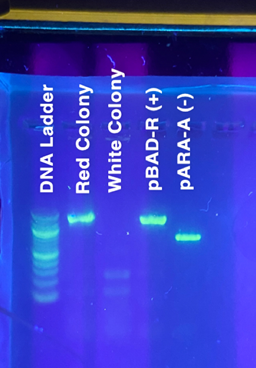 DNA Ladder
Red Colony
White Colony
pBAD-R (+)
pARA-A (-)